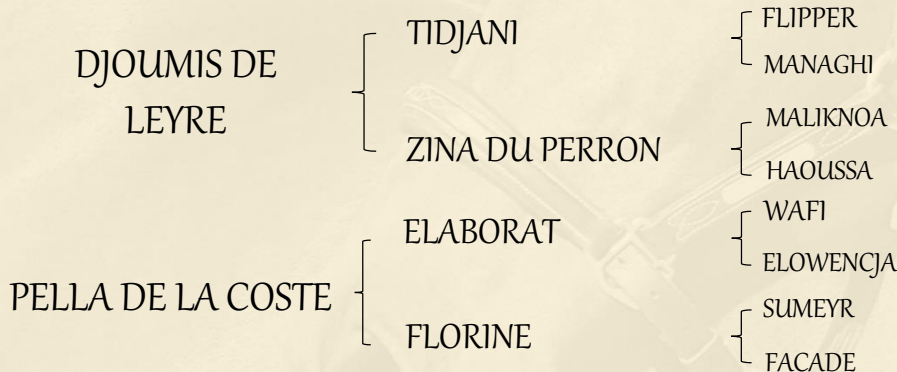 DJOUMIS DE
LEYRE
TIDJANI
FLIPPER
MANAGHI
ZINA DU PERRON
MALIKNOA
HAOUSSA
PELLA DE LA COSTE
ELABORAT
WAFI
ELOWENCJA
FLORINE
SUMEYR
FACADE